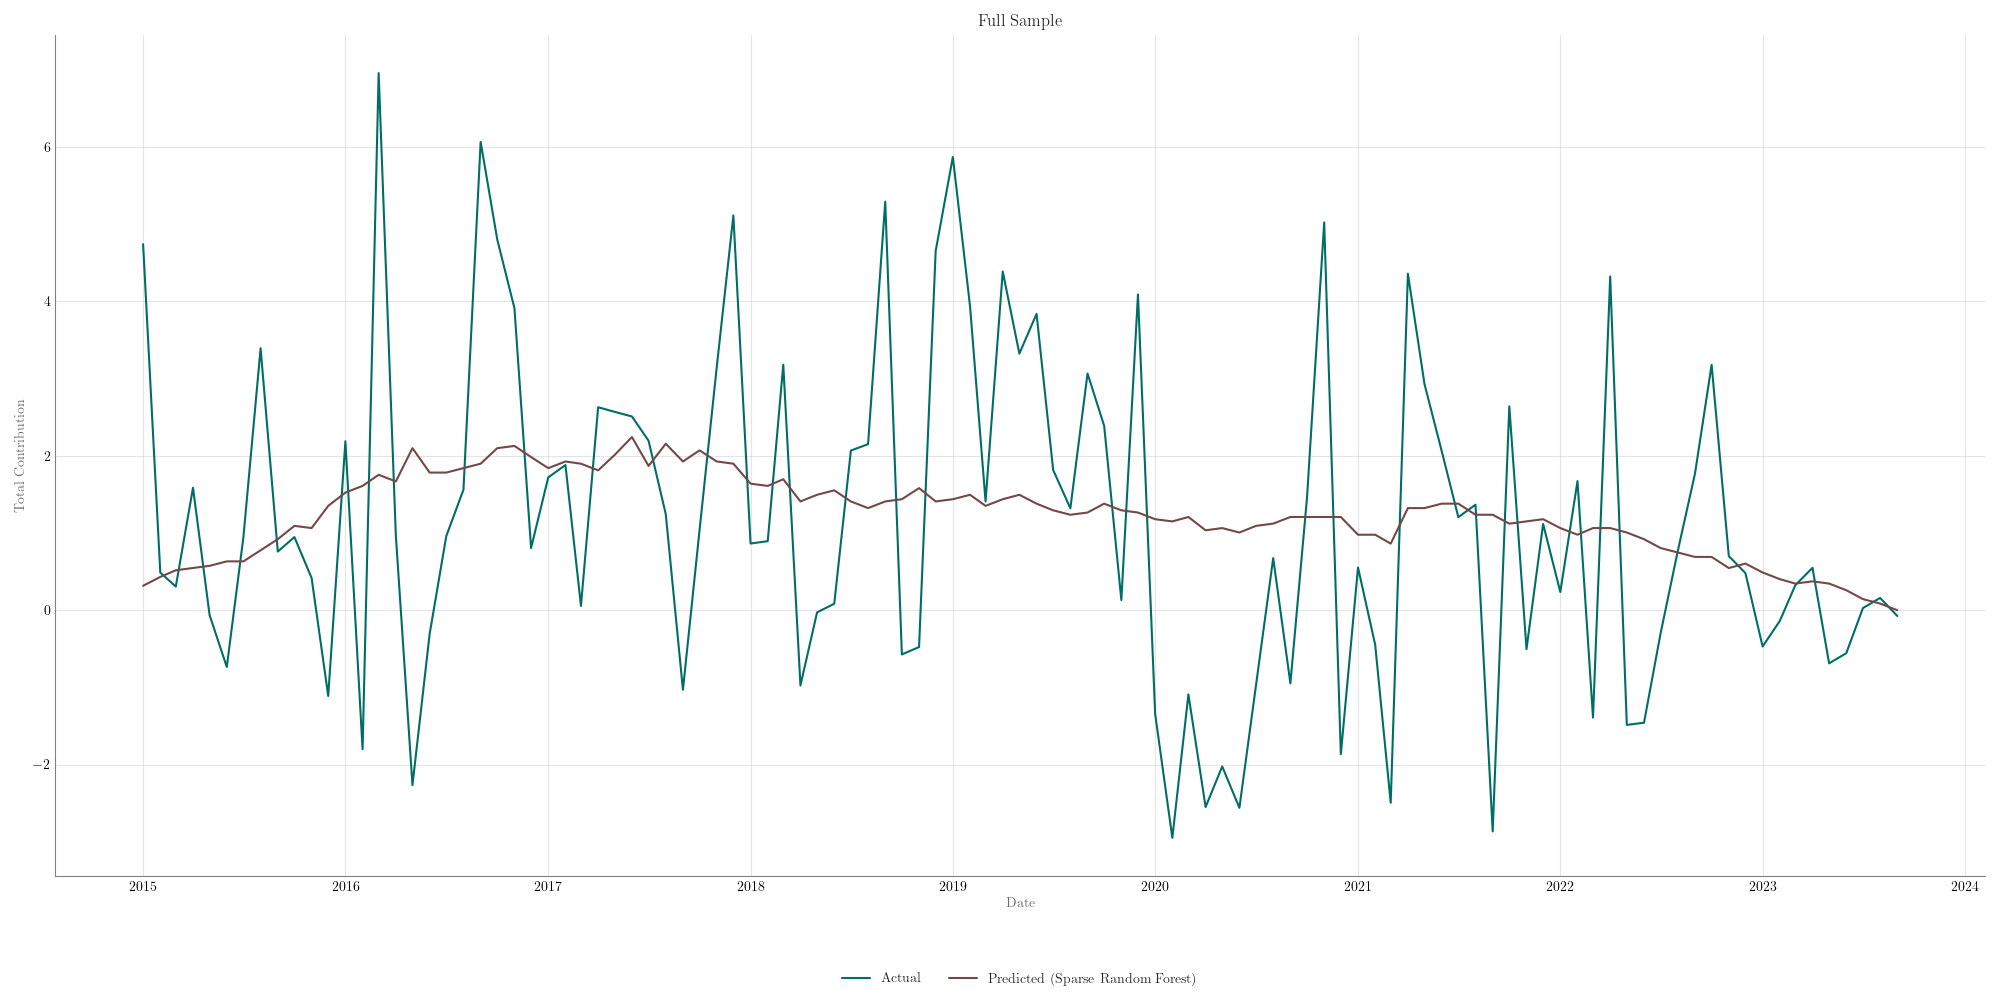 Full Sample
Total Contribution
6
4
2
0
−2
2015 2016 2017 2018 2019 2020 2021 2022 2023 2024
Date
Actual Predicted (Sparse Random Forest)